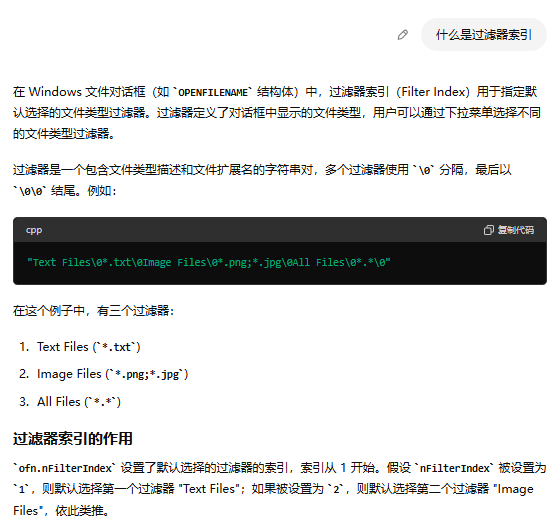 什么是过滤器索引
在 Windows 文件对话框（如 `OPENFILENAME` 结构体）中，过滤器索引（Filter Index）用于指定默
认选择的文件类型过滤器。过滤器定义了对话框中显示的文件类型，用户可以通过下拉菜单选择不同
的文件类型过滤器。
过滤器是一个包含文件类型描述和文件扩展名的字符串对，多个过滤器使用 `\0` 分隔，最后以
`\0\0` 结尾。例如：
cpp 复制代码
"Text Files\0*.txt\0Image Files\0*.png;*.jpg\0All Files\0*.*\0"
在这个例子中，有三个过滤器：
1. Text Files (`*.txt`)
2. Image Files (`*.png;*.jpg`)
3. All Files (`*.*`)
过滤器索引的作用
`ofn.nFilterIndex` 设置了默认选择的过滤器的索引，索引从 1 开始。假设 `nFilterIndex` 被设置为
`1`，则默认选择第一个过滤器 "Text Files"；如果被设置为 `2`，则默认选择第二个过滤器 "Image
Files"，依此类推。